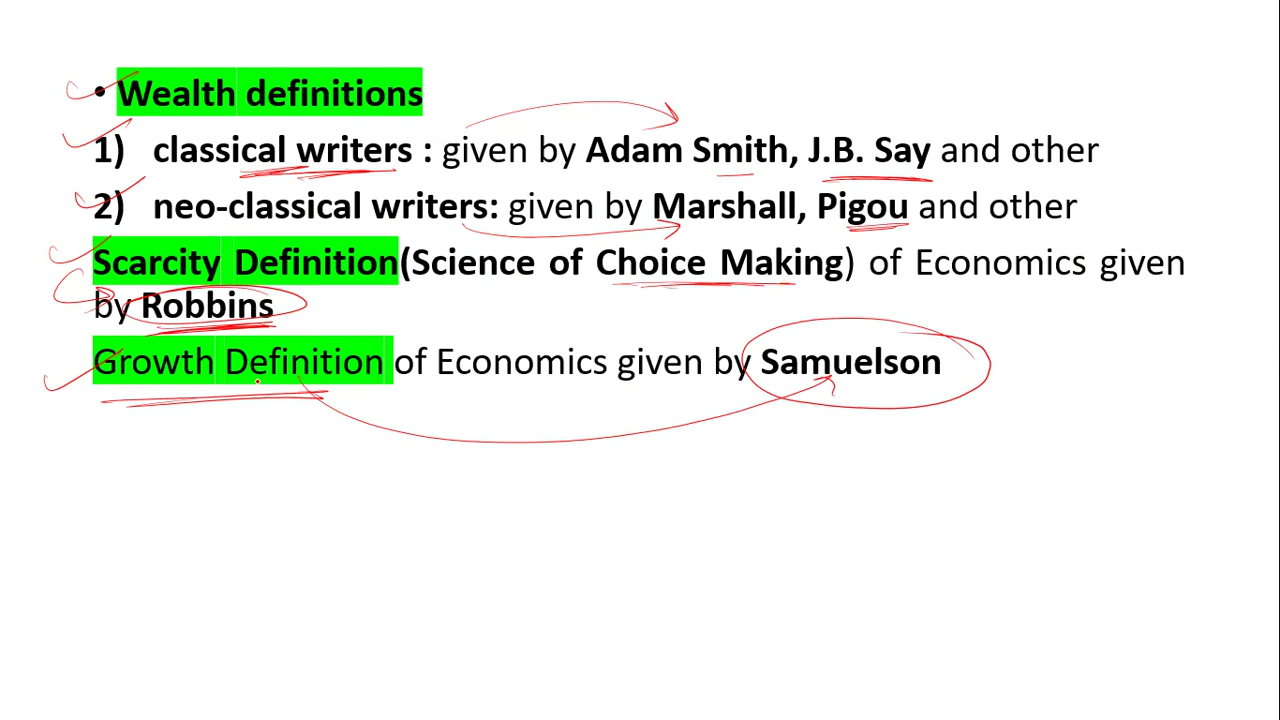 • Wealth definitions
1) classical writers : given by Adam Smith, J.B. Say and other
2) neo-classical writers: given by Marshall, Pigou and other
Scarcity Definition(Science of Choice Making) of Economics given
by Robbins
Growth Definition of Economics given by Samuelson